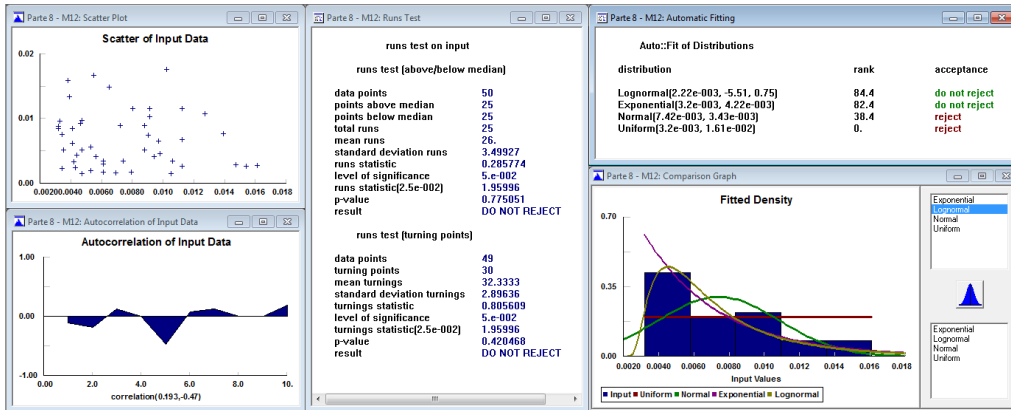 Parte 8 - M12: Scatter Plot
Scatter of Input Data
0.02
0.01
0.00
0.0020 0.0040 0.0060 0.0080 0.010 0.012 0.014 0.016 0.018
Parte 8 - M12: Autocorrelation of Input Data
Autocorrelation of Input Data
1.00
0.00
-1.00
0.00 2.0 4.0 6.0 8.0 10.
correlation(0.193,-0.47)
Parte 8 - M12: Runs Test
runs test on input
runs test (above/below median)
data points 50
points above median 25
points below median 25
total runs 25
mean runs 26.
standard deviation runs 3.49927
runs statistic 0.285774
level of significance 5.e-002
runs statistic(2.5e-002) 1.95996
p-value 0.775051
result DO NOT REJECT
runs test (turning points)
data points 49
turning points 30
mean turnings 32.3333
standard deviation turnings 2.89636
turnings statistic 0.805609
level of significance 5.e-002
turnings statistic(2.5e-002) 1.95996
p-value 0.420468
result DO NOT REJECT
Parte 8 - M12: Automatic Fitting
Auto::Fit of Distributions
distribution rank acceptance
Lognormal(2.22e-003, -5.51, 0.75) 84.4 do not reject
Exponential(3.2e-003, 4.22e-003) 82.4 do not reject
Normal(7.42e-003, 3.43e-003) 38.4 reject
Uniform(3.2e-003, 1.61e-002) 0. reject
Parte 8 - M12: Comparison Graph
Fitted Density
0.70
0.35
0.00
0.0020 0.0040 0.0060 0.0080 0.010 0.012 0.014 0.016 0.018
Input Values
Input Uniform Normal Exponential Lognormal
Exponential
Lognormal
Normal
Uniform
Exponential
Lognormal
Normal
Uniform